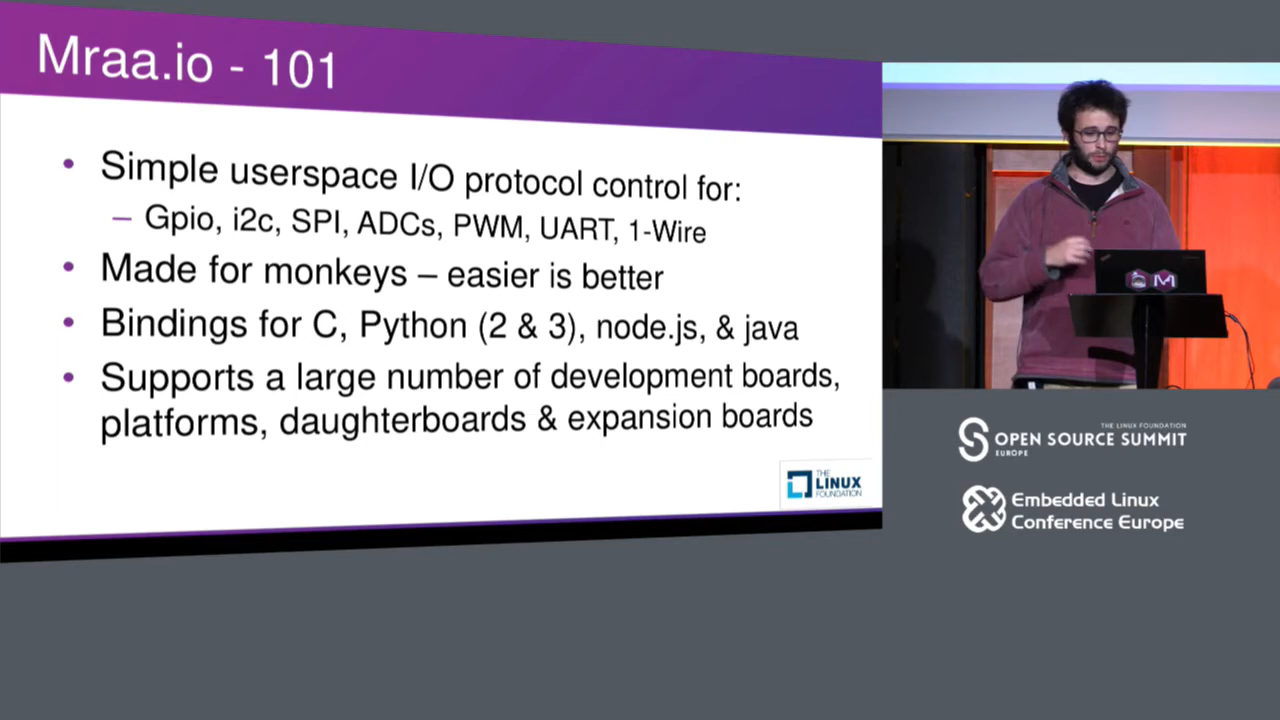 Mraa.io - 101
• Simple userspace I/O protocol control for:
– Gpio, i2c, SPI, ADCs, PWM, UART, 1-Wire
• Made for monkeys – easier is better
• Bindings for C, Python (2 & 3), node.js, & java
• Supports a large number of development boards,
platforms, daughterboards & expansion boards
THE
LINUX
FOUNDATION
M
THE LINUX FOUNDATION
OPEN SOURCE SUMMIT
EUROPE
Embedded Linux
Conference Europe